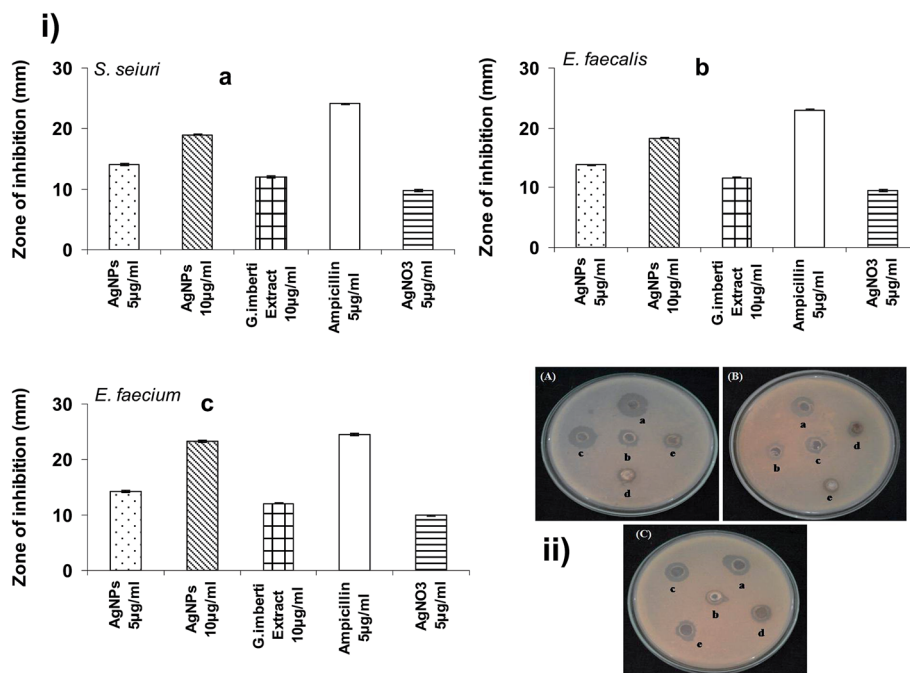 i)
S. seiuri
a
Zone of inhibition (mm)
30
20
10
0
AgNPs
5µg/ml
AgNPs
10µg/ml
G.imberti
Extract
10µg/ml
Ampicillin
5µg/ml
AgNO3
5µg/ml
E. faecalis
b
Zone of inhibition (mm)
30
20
10
0
AgNPs
5µg/ml
AgNPs
10µg/ml
G.imberti
Extract
10µg/ml
Ampicillin
5µg/ml
AgNO3
5µg/ml
E. faecium
c
Zone of inhibition (mm)
30
20
10
0
AgNPs
5µg/ml
AgNPs
10µg/ml
G.imberti
Extract
10µg/ml
Ampicillin
5µg/ml
AgNO3
5µg/ml
ii)
(A)
a
c
b
e
d
(B)
a
d
b
c
e
(C)
c
a
b
d
e